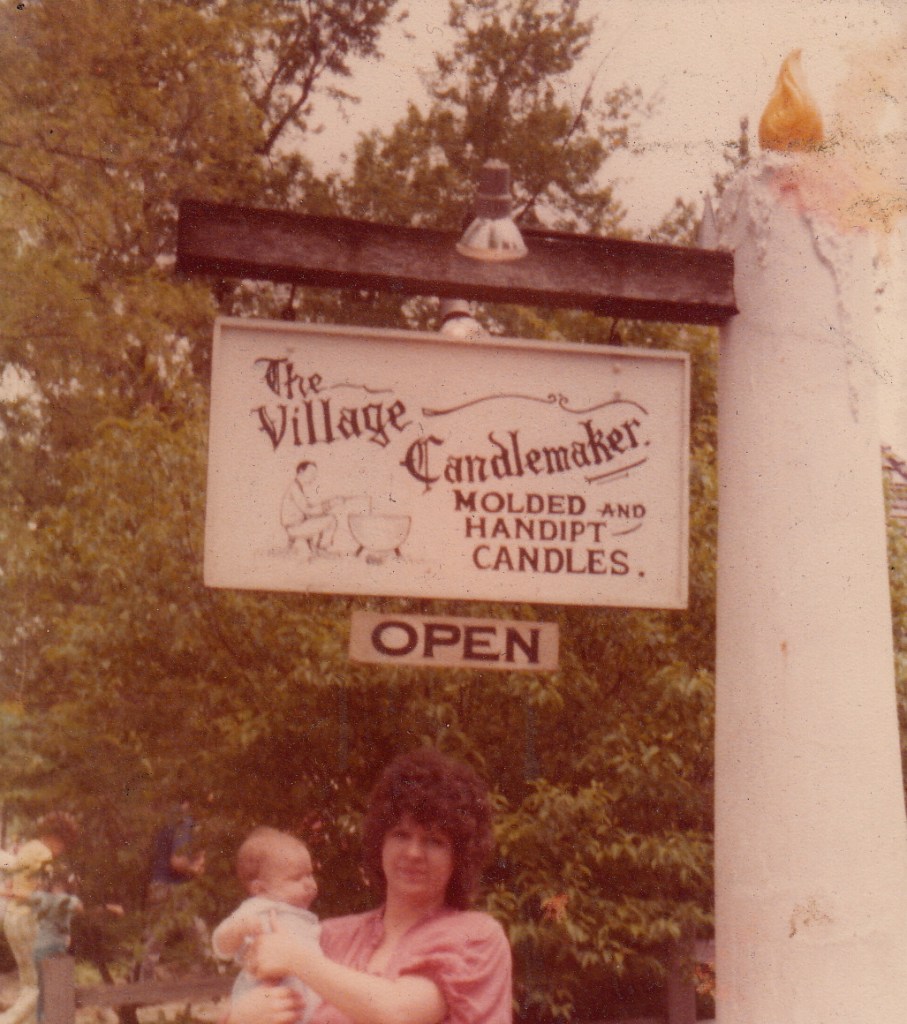 The
Village
Candlemaker.
MOLDED AND
HANDIPT
CANDLES.
OPEN